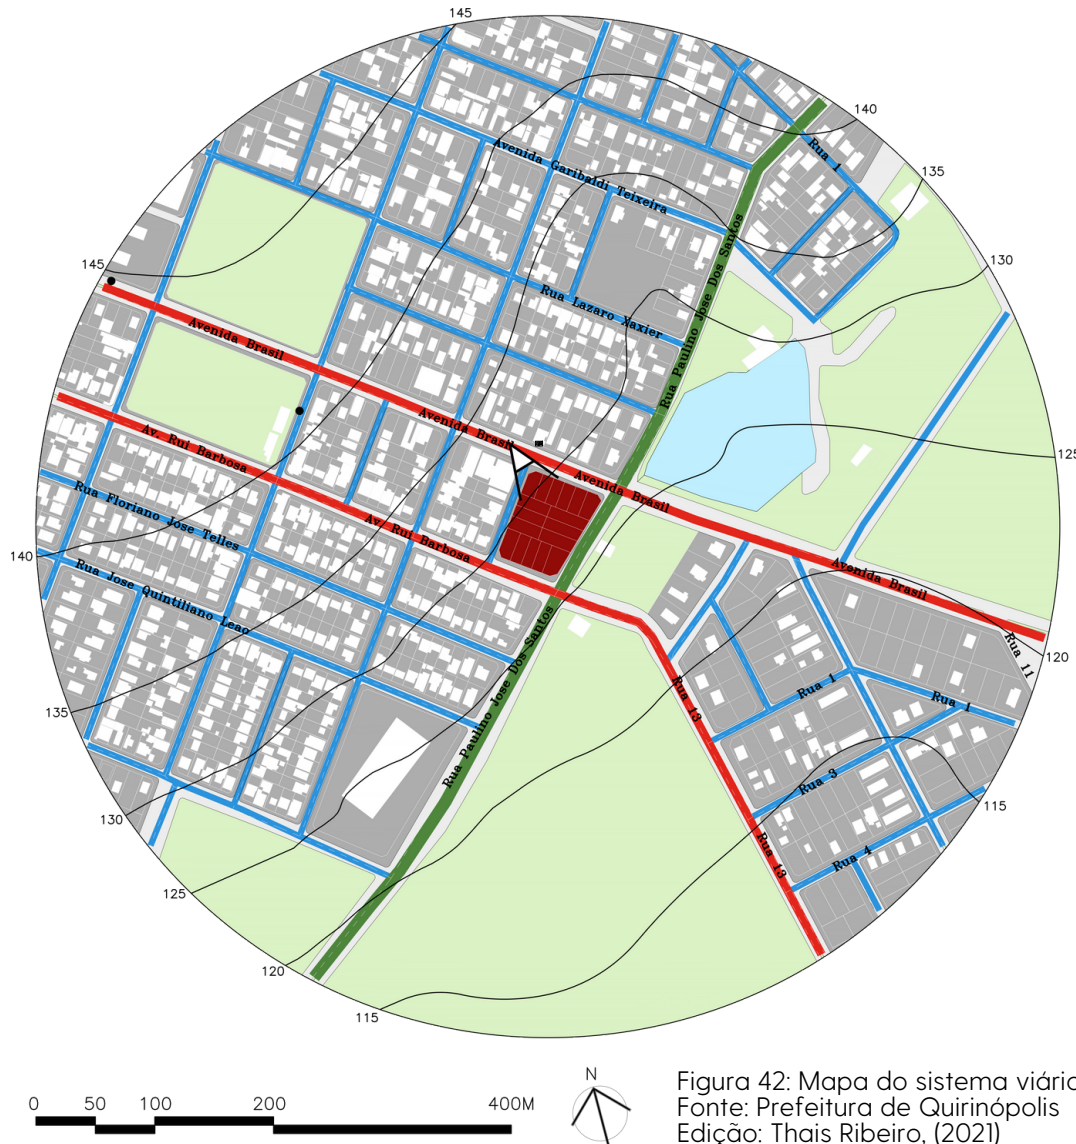 145
140
135
Rua 1
Avenida Garibaldi Teixeira
145
130
Rua Lazaro Xaxier
Rua Paulino Jose Dos Santos
Avenida Brasil
Avenida Brasil
Av. Rui Barbosa
125
Avenida Brasil
Rua Floriano Jose Telles
Av. Rui Barbosa
140
Avenida Brasil
Rua Jose Quintiliano Leao
120
Rua 11
Rua Paulino Jose Dos Santos
Rua 13
Rua 1
Rua 1
135
Rua 3
115
130
Rua 13
Rua 4
125
120
115
N
0 50 100 200 400M
Figura 42: Mapa do sistema viári
Fonte: Prefeitura de Quirinópolis
Edição: Thais Ribeiro, (2021)